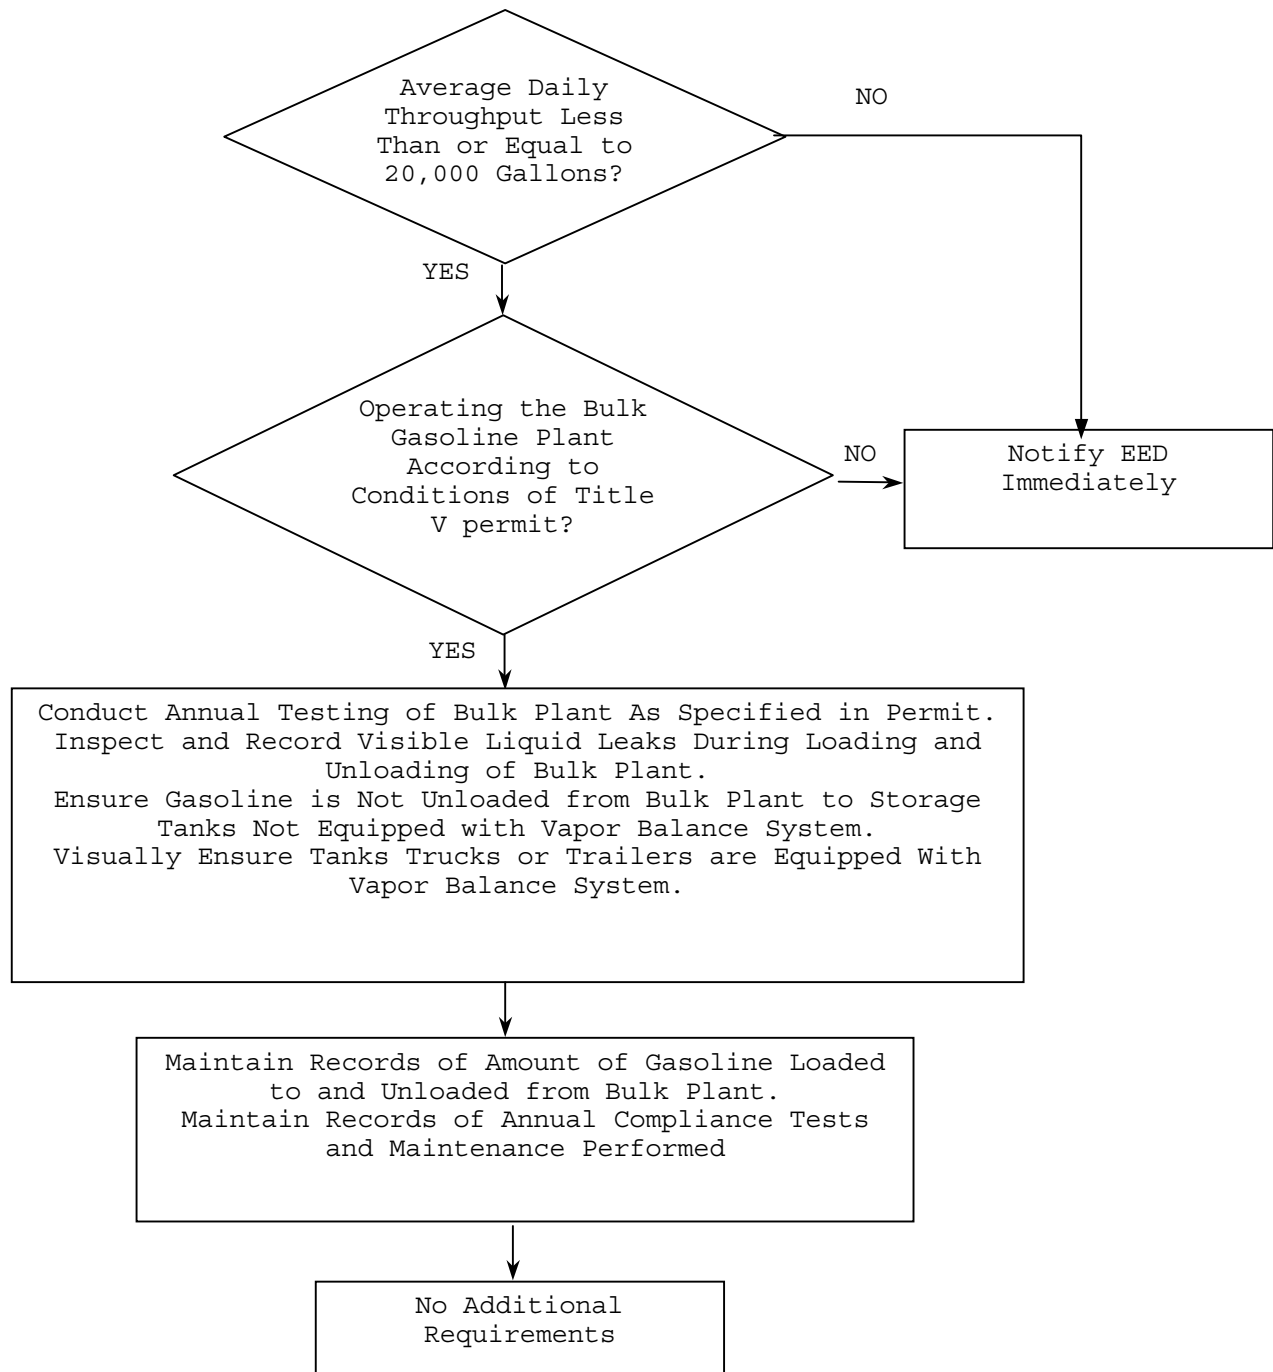 Average Daily
Throughput Less
Than or Equal to
20,000 Gallons?
NO
YES
Operating the Bulk
Gasoline Plant
According to
Conditions of Title
V permit?
NO
Notify EED
Immediately
YES
Conduct Annual Testing of Bulk Plant As Specified in Permit.
Inspect and Record Visible Liquid Leaks During Loading and
Unloading of Bulk Plant.
Ensure Gasoline is Not Unloaded from Bulk Plant to Storage
Tanks Not Equipped with Vapor Balance System.
Visually Ensure Tanks Trucks or Trailers are Equipped With
Vapor Balance System.
Maintain Records of Amount of Gasoline Loaded
to and Unloaded from Bulk Plant.
Maintain Records of Annual Compliance Tests
and Maintenance Performed
No Additional
Requirements